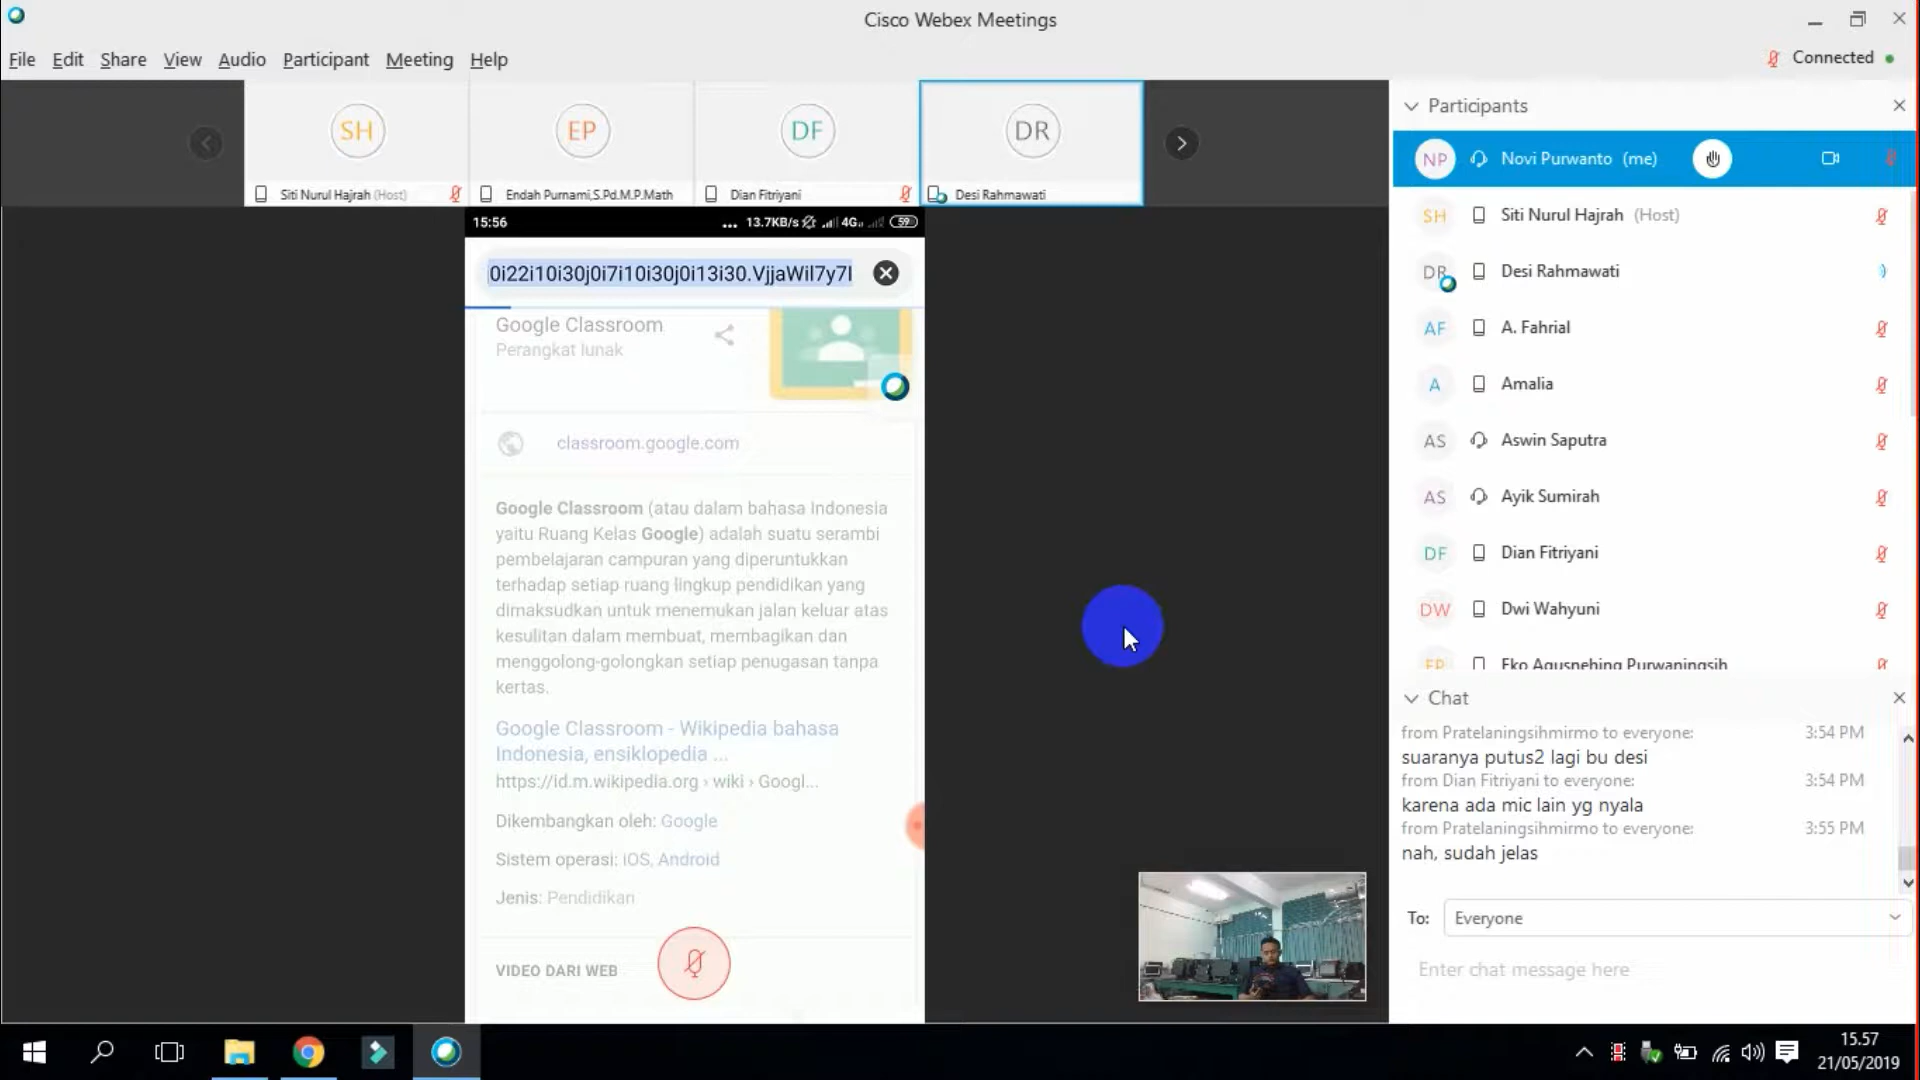 Cisco Webex Meetings
File Edit Share View Audio Participant Meeting Help
Connected
SH
EP
DF
DR
Siti Nurul Hajrah (Host)
Endah Purnami,S.Pd.M.P.Math
Dian Fitriyani
Desi Rahmawati
15:56
... 13.7KB/s 4G 59
0i22i10i30j0i7i10i30j0i13i30.VjjaWil7y7I
Google Classroom
Perangkat lunak
classroom.google.com
Google Classroom (atau dalam bahasa Indonesia
yaitu Ruang Kelas Google) adalah suatu serambi
pembelajaran campuran yang diperuntukkan
terhadap setiap ruang lingkup pendidikan yang
dimaksudkan untuk menemukan jalan keluar atas
kesulitan dalam membuat, membagikan dan
menggolong-golongkan setiap penugasan tanpa
kertas.
Google Classroom - Wikipedia bahasa
Indonesia, ensiklopedia ...
https://id.m.wikipedia.org › wiki › Googl...
Dikembangkan oleh: Google
Sistem operasi: iOS, Android
Jenis: Pendidikan
VIDEO DARI WEB
Participants
NP Novi Purwanto (me)
SH Siti Nurul Hajrah (Host)
DR Desi Rahmawati
AF A. Fahrial
A Amalia
AS Aswin Saputra
AS Ayik Sumirah
DF Dian Fitriyani
DW Dwi Wahyuni
EP Eko Agusnehing Purwaningsih
Chat
from Pratelaningsihmirmo to everyone: 3:54 PM
suaranya putus2 lagi bu desi
from Dian Fitriyani to everyone: 3:54 PM
karena ada mic lain yg nyala
from Pratelaningsihmirmo to everyone: 3:55 PM
nah, sudah jelas
To: Everyone
Enter chat message here
15.57
21/05/2019